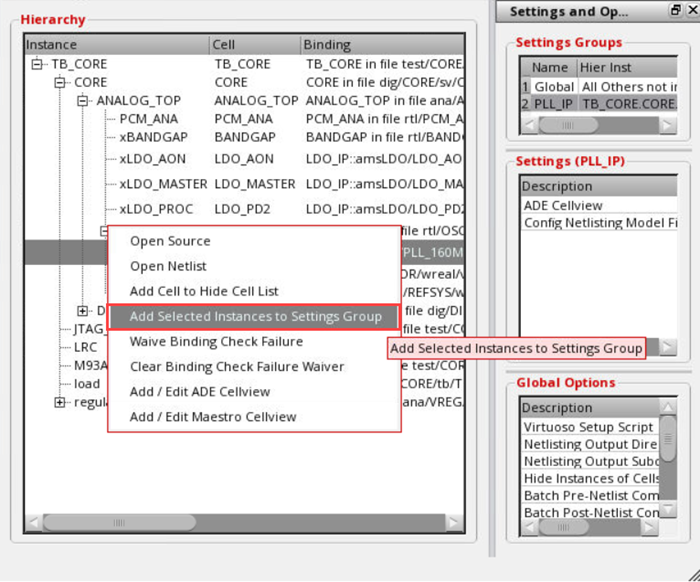 Hierarchy
Instance Cell Binding
TB_CORE TB_CORE TB_CORE in file test/CORE.
CORE CORE CORE in file dig/CORE/sv/C
ANALOG_TOP ANALOG_TOP ANALOG_TOP in file ana/A
PCM_ANA PCM_ANA PCM_ANA in file rtl/PCM_A
xBANDGAP BANDGAP BANDGAP in file rtl/BAND
xLDO_AON LDO_AON LDO_IP::amsLDO/LDO_AO
xLDO_MASTER LDO_MASTER LDO_IP::amsLDO/LDO_MA
xLDO_PROC LDO_PD2 LDO_IP::amsLDO/LDO_PD2
file rtl/OSC
/PLL_160M
OR/wreal/w
/REFSYS/w
D file dig/DI
JTAG_ file test/CO
LRC
M93A e test/COR
load CORE/tb/T
regula ana/VREG.
Open Source
Open Netlist
Add Cell to Hide Cell List
Add Selected Instances to Settings Group
Waive Binding Check Failure
Clear Binding Check Failure Waiver
Add / Edit ADE Cellview
Add / Edit Maestro Cellview
Add Selected Instances to Settings Group
Settings and Op...
Settings Groups
Name Hier Inst
1 Global All Others not in
2 PLL_IP TB_CORE.CORE.
Settings (PLL_IP)
Description
ADE Cellview
Config Netlisting Model Fi
Global Options
Description
Virtuoso Setup Script
Netlisting Output Dire
Netlisting Output Subc
Hide Instances of Cells
Batch Pre-Netlist Com
Batch Post-Netlist Con